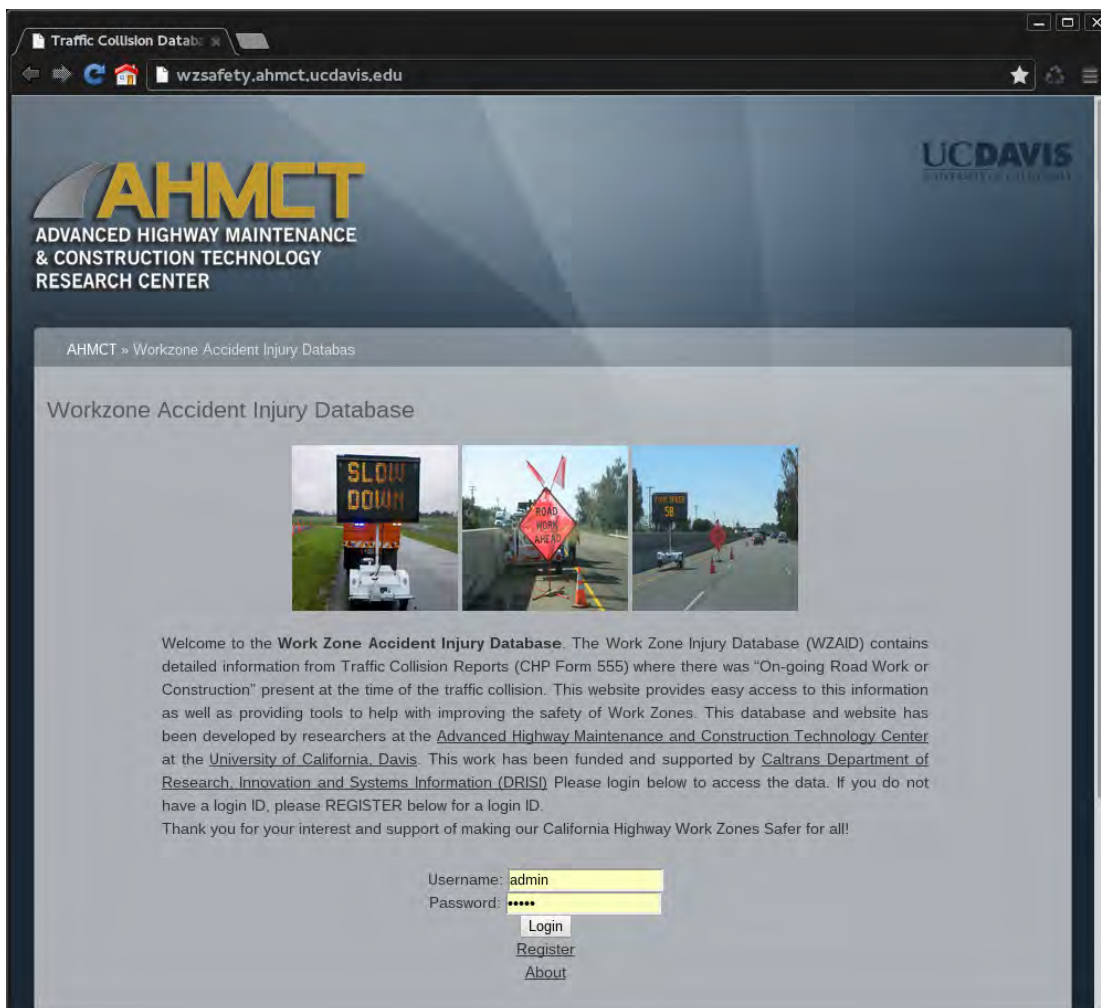 Traffic Collision Datab
wzsafety.ahmct.ucdavis.edu
UCDAVIS
UNIVERSITY OF CALIFORNIA
AHMCT
ADVANCED HIGHWAY MAINTENANCE
& CONSTRUCTION TECHNOLOGY
RESEARCH CENTER
AHMCT » Workzone Accident Injury Databas
Workzone Accident Injury Database
SLOW
DOWN
ROAD
WORK
AHEAD
YOUR SPEED
58
Welcome to the Work Zone Accident Injury Database. The Work Zone Injury Database (WZAID) contains
detailed information from Traffic Collision Reports (CHP Form 555) where there was “On-going Road Work or
Construction” present at the time of the traffic collision. This website provides easy access to this information
as well as providing tools to help with improving the safety of Work Zones. This database and website has
been developed by researchers at the Advanced Highway Maintenance and Construction Technology Center
at the University of California, Davis. This work has been funded and supported by Caltrans Department of
Research, Innovation and Systems Information (DRISI) Please login below to access the data. If you do not
have a login ID, please REGISTER below for a login ID.
Thank you for your interest and support of making our California Highway Work Zones Safer for all!
Username: admin
Password: •••••
Login
Register
About